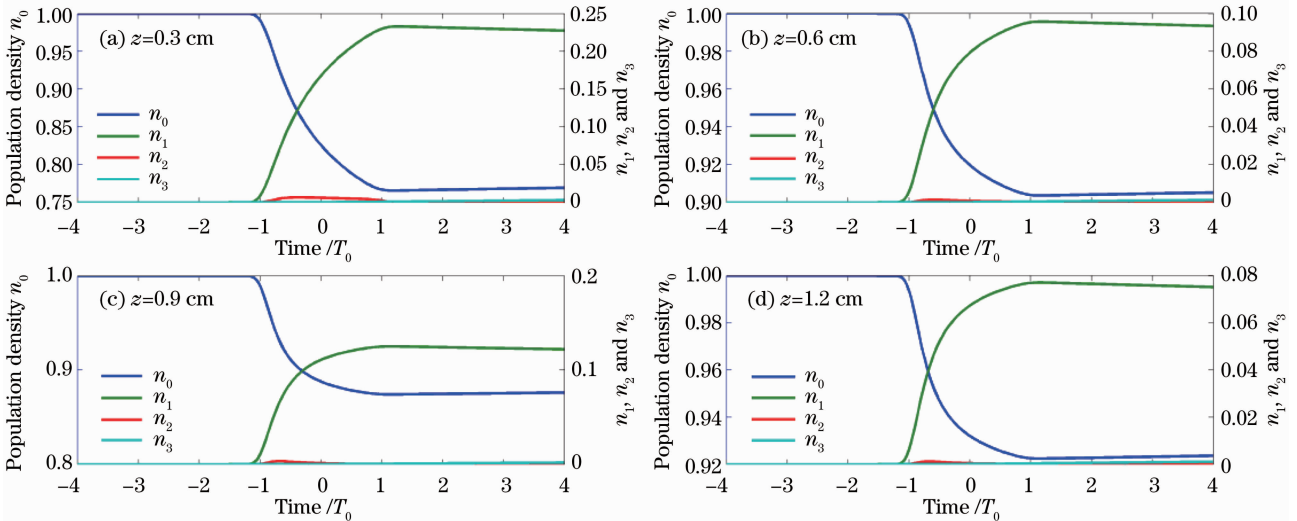 (a) z=0.3 cm
Population density n₀
n₁, n₂ and n₃
1.00
0.95
0.90
0.85
0.80
0.75
0.25
0.20
0.15
0.10
0.05
0
n₀
n₁
n₂
n₃
−4 −3 −2 −1 0 1 2 3 4
Time /T₀
(b) z=0.6 cm
Population density n₀
n₁, n₂ and n₃
1.00
0.98
0.96
0.94
0.92
0.90
0.10
0.08
0.06
0.04
0.02
0
n₀
n₁
n₂
n₃
−4 −3 −2 −1 0 1 2 3 4
Time /T₀
(c) z=0.9 cm
Population density n₀
n₁, n₂ and n₃
1.0
0.9
0.8
0.2
0.1
0
n₀
n₁
n₂
n₃
−4 −3 −2 −1 0 1 2 3 4
Time /T₀
(d) z=1.2 cm
Population density n₀
n₁, n₂ and n₃
1.00
0.98
0.96
0.94
0.92
0.08
0.06
0.04
0.02
0
n₀
n₁
n₂
n₃
−4 −3 −2 −1 0 1 2 3 4
Time /T₀